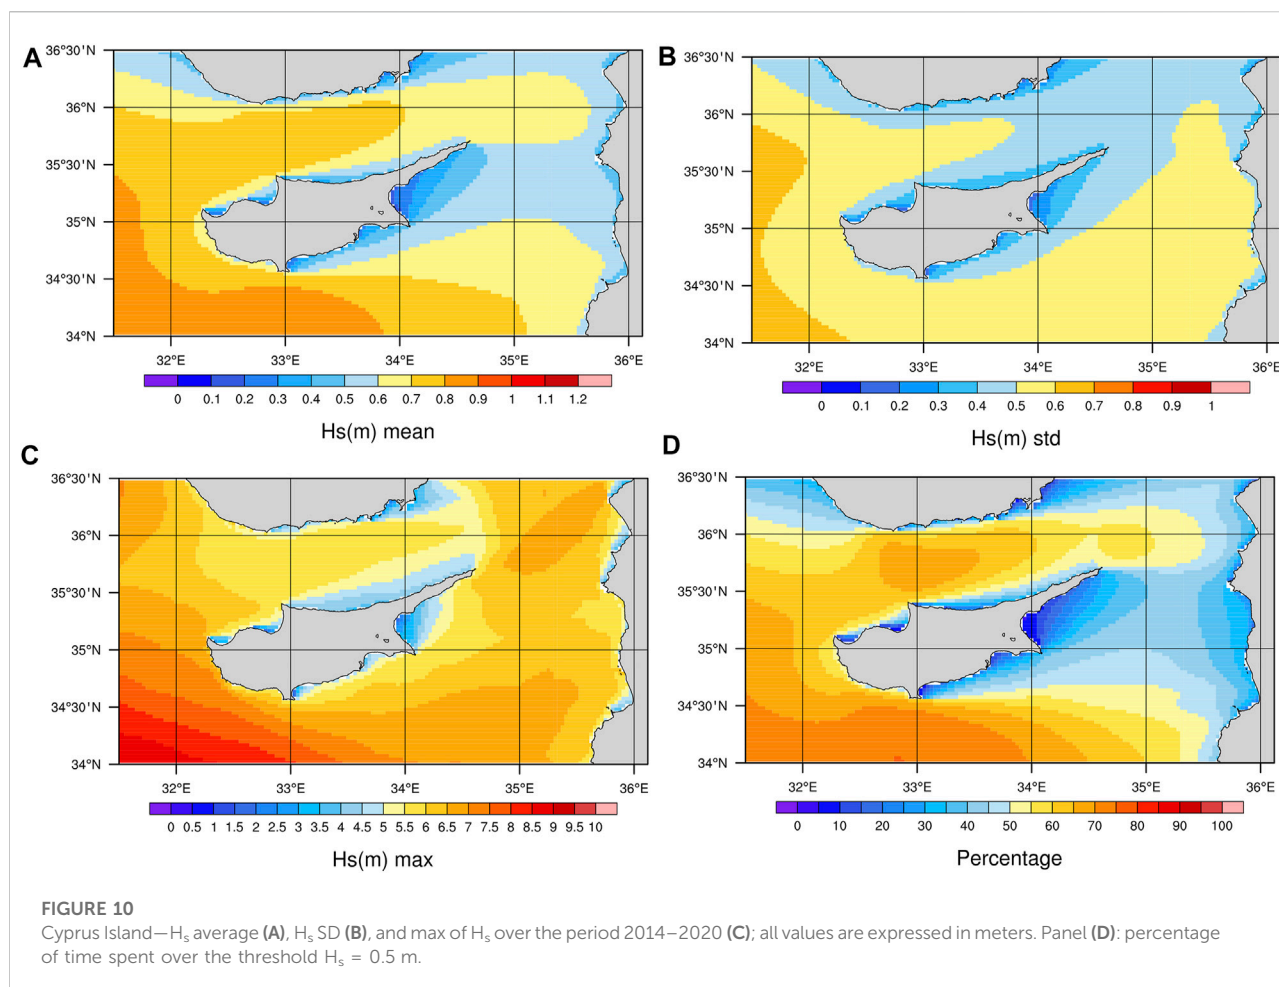 A
36°30'N
36°N
35°30'N
35°N
34°30'N
34°N
32°E 33°E 34°E 35°E 36°E
0 0.1 0.2 0.3 0.4 0.5 0.6 0.7 0.8 0.9 1 1.1 1.2
Hs(m) mean
B
36°30'N
36°N
35°30'N
35°N
34°30'N
34°N
32°E 33°E 34°E 35°E 36°E
0 0.1 0.2 0.3 0.4 0.5 0.6 0.7 0.8 0.9 1
Hs(m) std
C
36°30'N
36°N
35°30'N
35°N
34°30'N
34°N
32°E 33°E 34°E 35°E 36°E
0 0.5 1 1.5 2 2.5 3 3.5 4 4.5 5 5.5 6 6.5 7 7.5 8 8.5 9 9.5 10
Hs(m) max
D
36°30'N
36°N
35°30'N
35°N
34°30'N
34°N
32°E 33°E 34°E 35°E 36°E
0 10 20 30 40 50 60 70 80 90 100
Percentage
FIGURE 10
Cyprus Island—Hs average (A), Hs SD (B), and max of Hs over the period 2014–2020 (C); all values are expressed in meters. Panel (D): percentage
of time spent over the threshold Hs = 0.5 m.